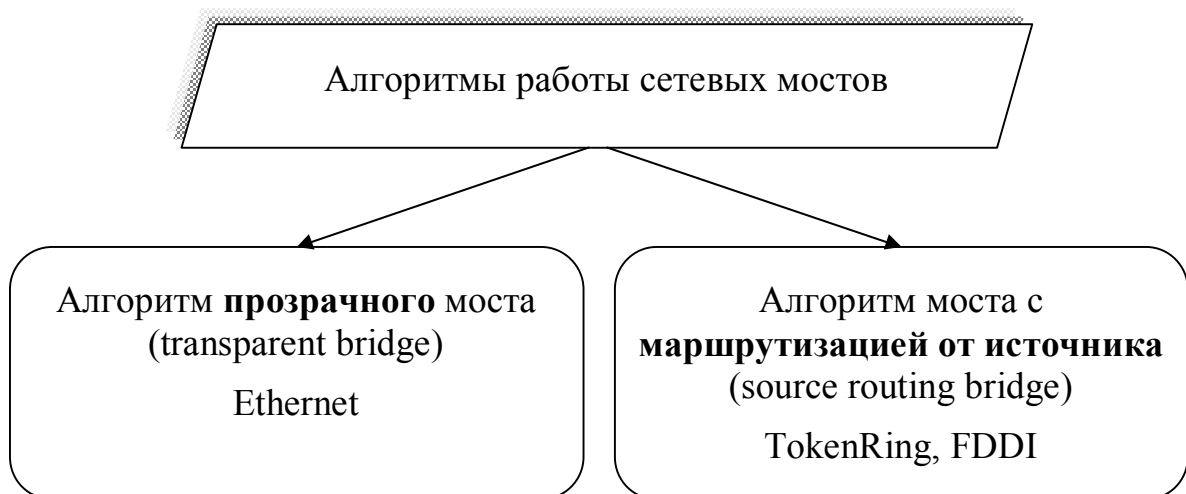 Алгоритмы работы сетевых мостов
Алгоритм прозрачного моста
(transparent bridge)
Ethernet
Алгоритм моста с
маршрутизацией от источника
(source routing bridge)
TokenRing, FDDI